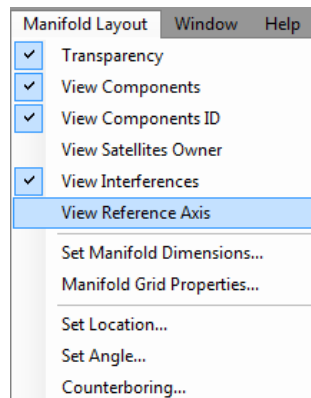 Manifold Layout Window Help
Transparency
View Components
View Components ID
View Satellites Owner
View Interferences
View Reference Axis
Set Manifold Dimensions...
Manifold Grid Properties...
Set Location...
Set Angle...
Counterboring...